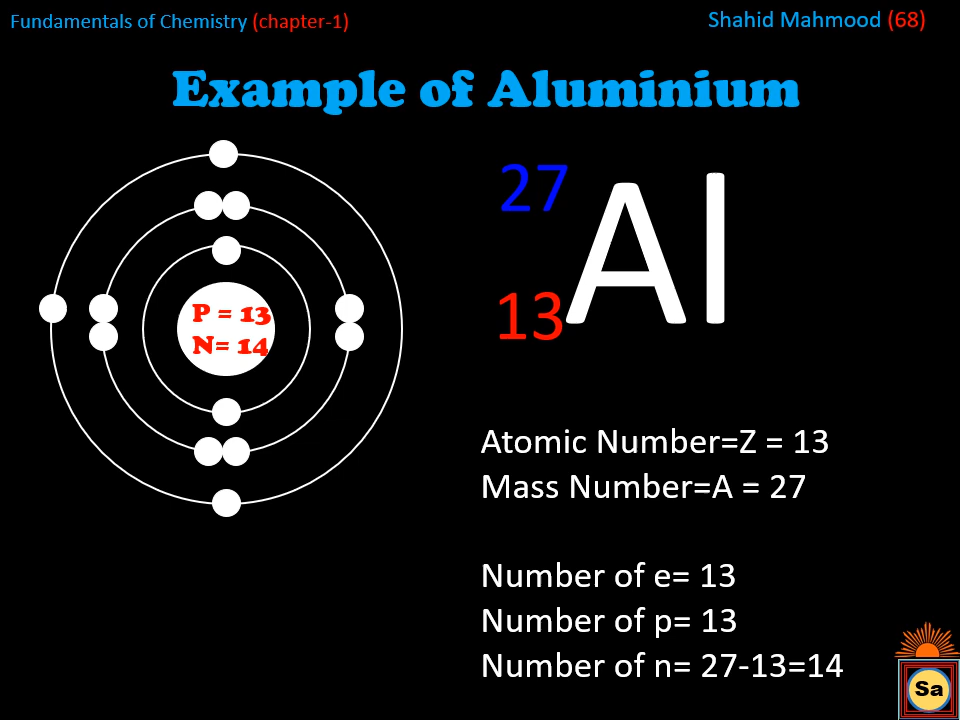 Fundamentals of Chemistry (chapter-1)
Shahid Mahmood (68)
Example of Aluminium
27
Al
13
P = 13
N= 14
Atomic Number=Z = 13
Mass Number=A = 27
Number of e= 13
Number of p= 13
Number of n= 27-13=14
Sa